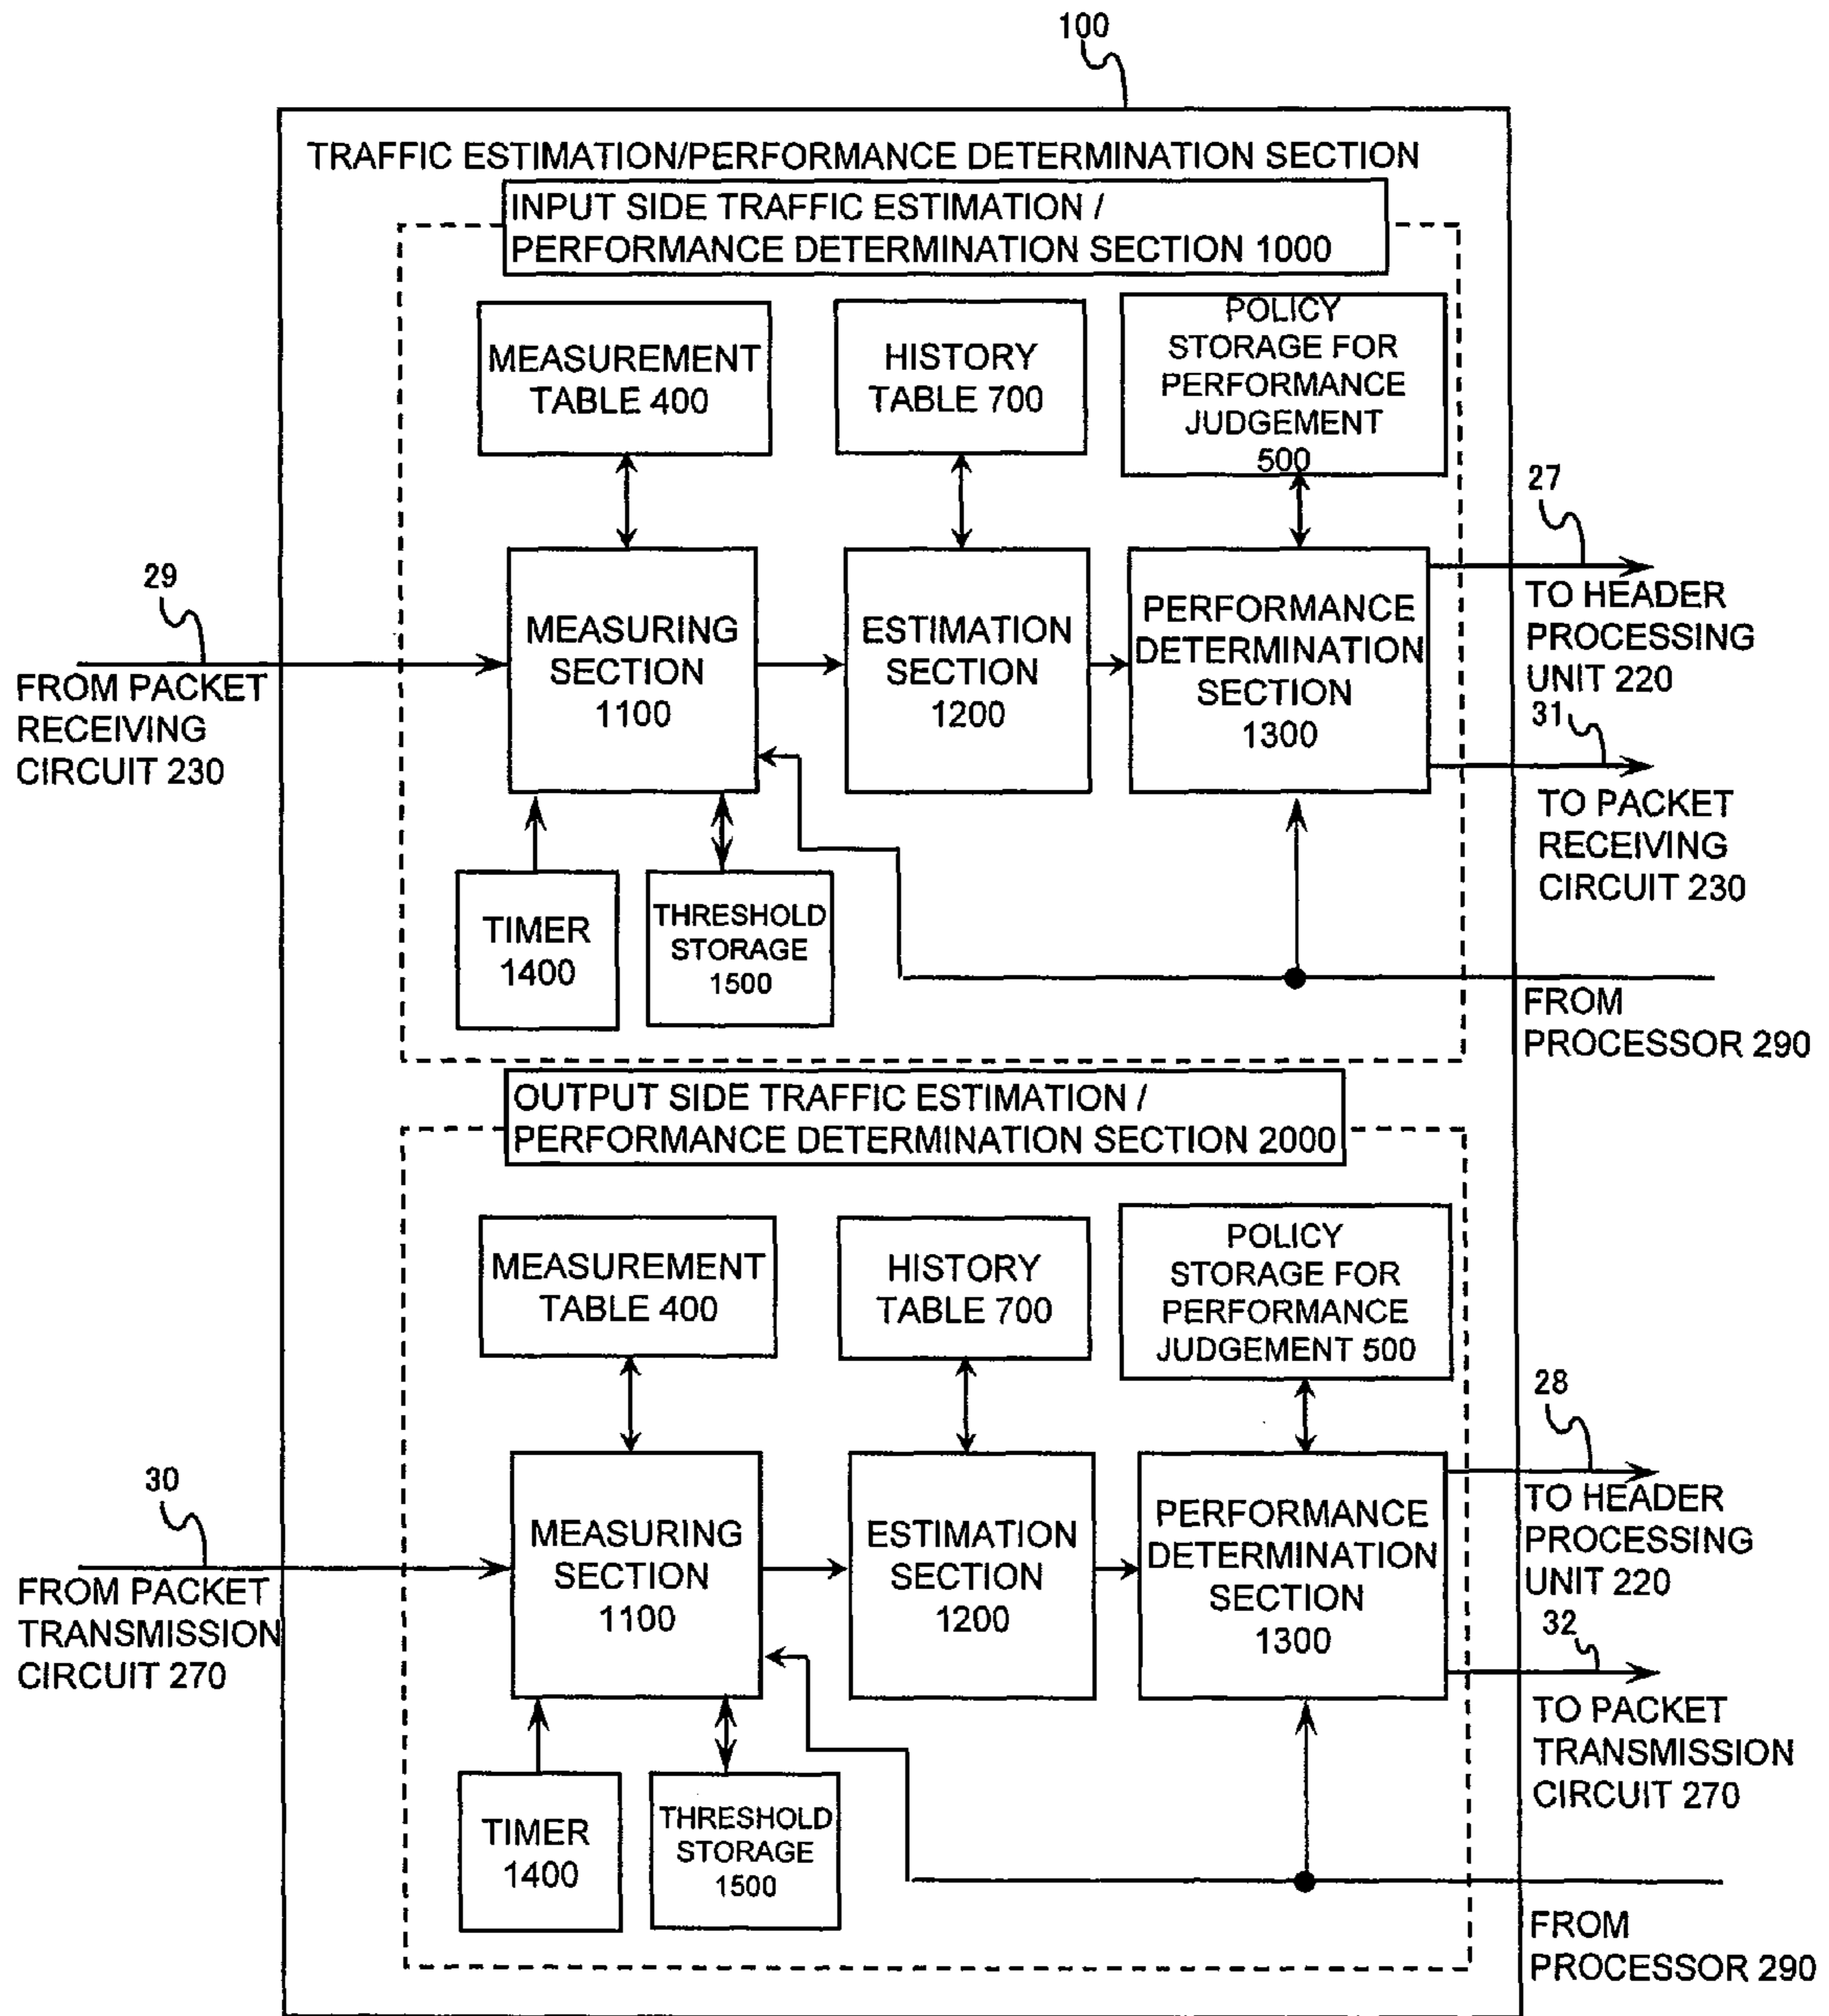 100
TRAFFIC ESTIMATION/PERFORMANCE DETERMINATION SECTION
INPUT SIDE TRAFFIC ESTIMATION /
PERFORMANCE DETERMINATION SECTION 1000
MEASUREMENT
TABLE 400
HISTORY
TABLE 700
POLICY
STORAGE FOR
PERFORMANCE
JUDGEMENT
500
27
29
MEASURING
SECTION
1100
ESTIMATION
SECTION
1200
PERFORMANCE
DETERMINATION
SECTION
1300
TO HEADER
PROCESSING
UNIT 220
FROM PACKET
RECEIVING
CIRCUIT 230
31
TO PACKET
RECEIVING
CIRCUIT 230
TIMER
1400
THRESHOLD
STORAGE
1500
FROM
PROCESSOR 290
OUTPUT SIDE TRAFFIC ESTIMATION /
PERFORMANCE DETERMINATION SECTION 2000
MEASUREMENT
TABLE 400
HISTORY
TABLE 700
POLICY
STORAGE FOR
PERFORMANCE
JUDGEMENT 500
28
30
MEASURING
SECTION
1100
ESTIMATION
SECTION
1200
PERFORMANCE
DETERMINATION
SECTION
1300
TO HEADER
PROCESSING
UNIT 220
FROM PACKET
TRANSMISSION
CIRCUIT 270
32
TO PACKET
TRANSMISSION
CIRCUIT 270
TIMER
1400
THRESHOLD
STORAGE
1500
FROM
PROCESSOR 290